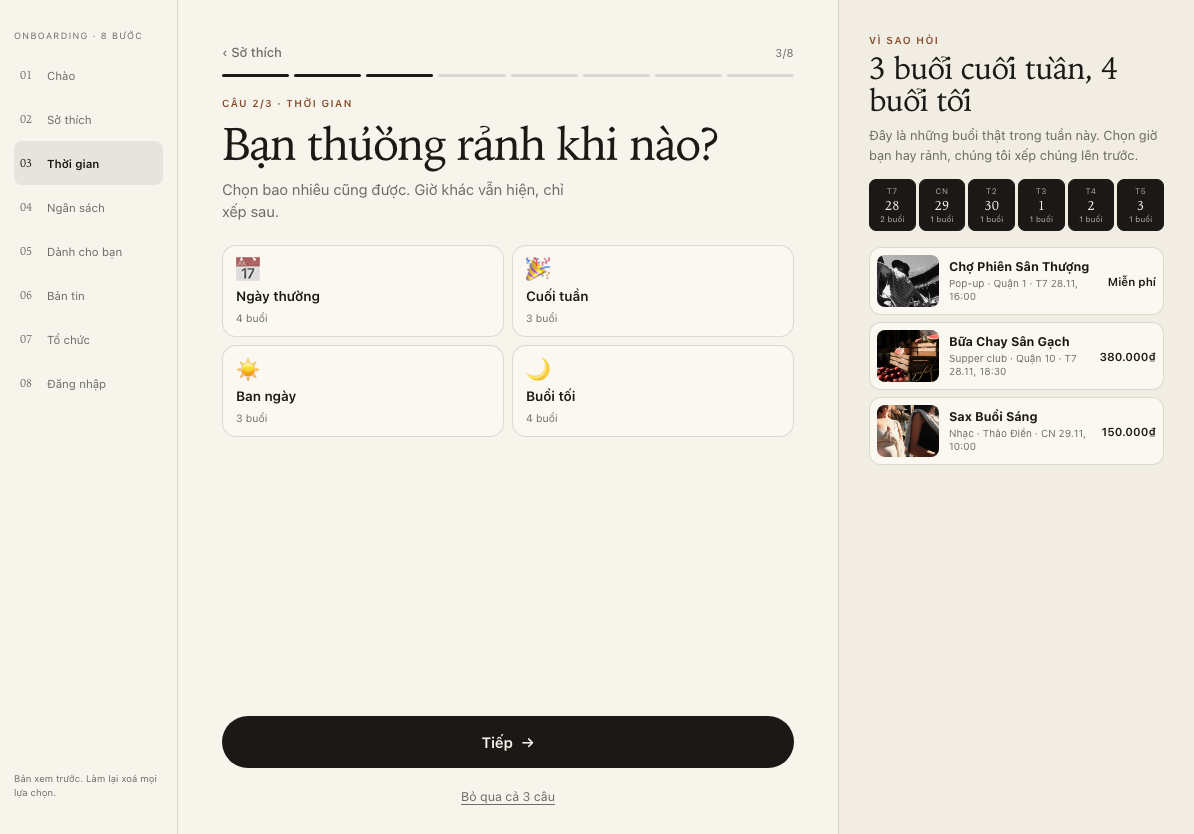 ONBOARDING · 8 BƯỚC
01 Chào
02 Sở thích
03 Thời gian
04 Ngân sách
05 Dành cho bạn
06 Bản tin
07 Tổ chức
08 Đăng nhập
Bản xem trước. Làm lại xoá mọi
lựa chọn.
‹ Sở thích
3/8
CÂU 2/3 · THỜI GIAN
Bạn thường rảnh khi nào?
Chọn bao nhiêu cũng được. Giờ khác vẫn hiện, chỉ
xếp sau.
17
Ngày thường
4 buổi
Cuối tuần
3 buổi
Ban ngày
3 buổi
Buổi tối
4 buổi
Tiếp →
Bỏ qua cả 3 câu
VÌ SAO HỎI
3 buổi cuối tuần, 4
buổi tối
Đây là những buổi thật trong tuần này. Chọn giờ
bạn hay rảnh, chúng tôi xếp chúng lên trước.
T7 CN T2 T3 T4 T5
28 29 30 1 2 3
2 buổi 1 buổi 1 buổi 1 buổi 1 buổi 1 buổi
Chợ Phiên Sân Thượng
Pop-up · Quận 1 · T7 28.11,
16:00
Miễn phí
Bữa Chay Sân Gạch
Supper club · Quận 10 · T7
28.11, 18:30
380.000₫
Sax Buổi Sáng
Nhạc · Thảo Điền · CN 29.11,
10:00
150.000₫